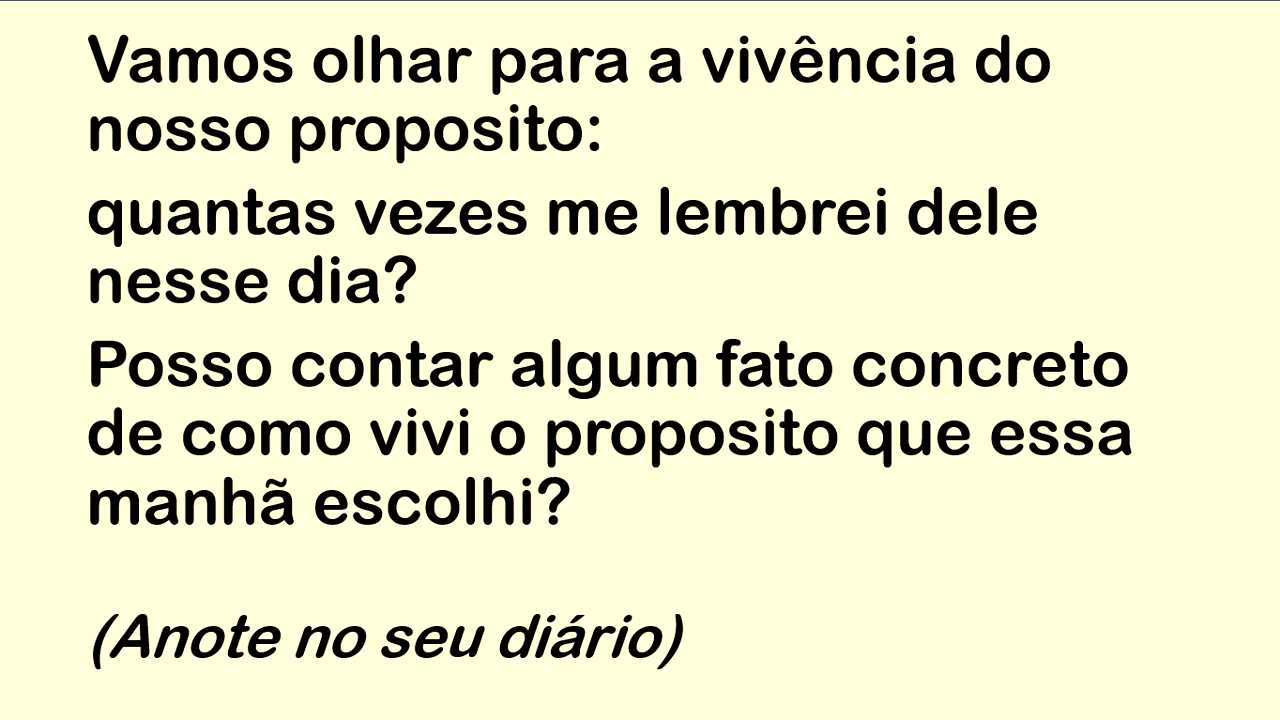 Vamos olhar para a vivência do
nosso proposito:
quantas vezes me lembrei dele
nesse dia?
Posso contar algum fato concreto
de como vivi o proposito que essa
manhã escolhi?
(Anote no seu diário)